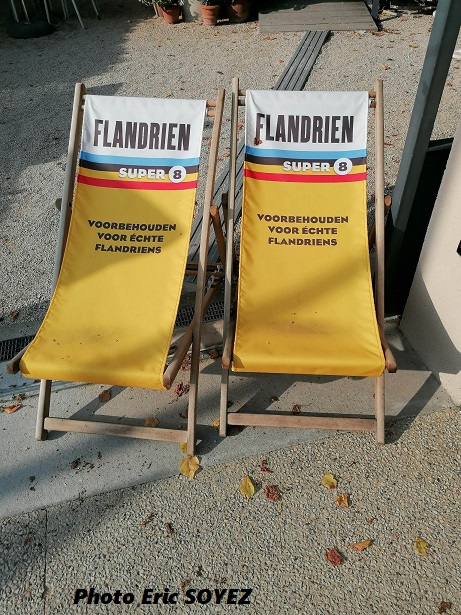 FLANDRIEN
SUPER 8
VOORBEHOUDEN
VOOR ÉCHTE
FLANDRIENS
FLANDRIEN
SUPER 8
VOORBEHOUDEN
VOOR ÉCHTE
FLANDRIENS
Photo Eric SOYEZ